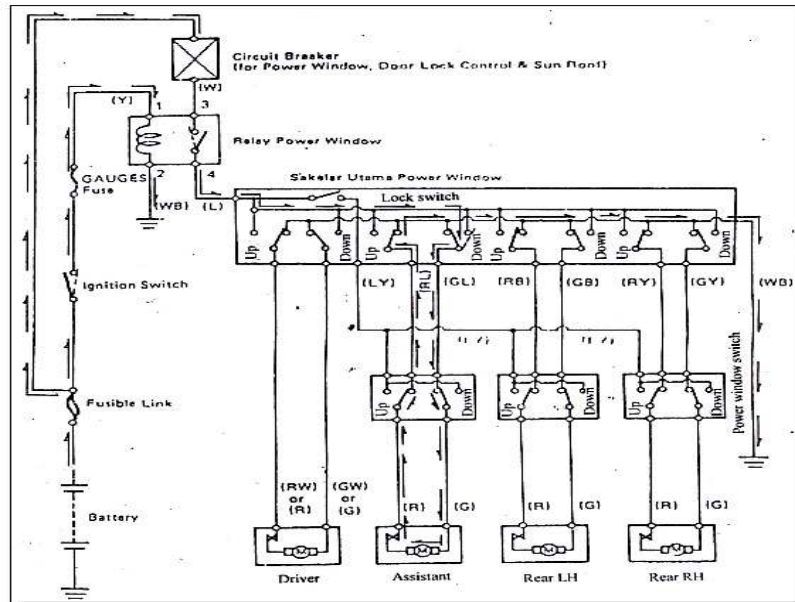 Circuit Breaker
(for Power Window, Door Lock Control & Sun Roof)
(W)
(Y)
1
3
Relay Power Window
GAUGES
Fuse
2
4
(WB)
(L)
Sakelar Utama Power Window
Lock switch
Up
Down
Up
Down
Up
Down
Up
Down
Ignition Switch
(LY)
(RL)
(GL)
(RB)
(GB)
(RY)
(GY)
(WB)
Power window switch
Up
Down
Up
Down
Up
Down
Fusible Link
Battery
(RW)
or
(R)
(GW)
or
(G)
(R)
(G)
(R)
(G)
(R)
(G)
M
M
M
M
Driver
Assistant
Rear LH
Rear RH